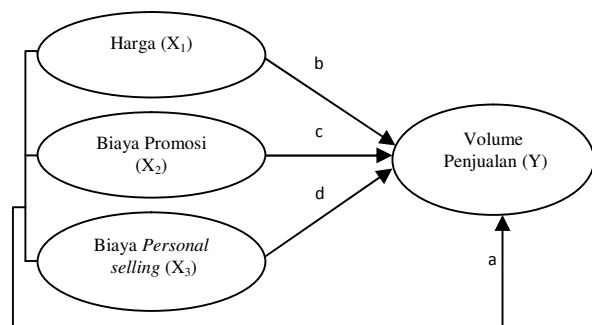 Harga (X₁)
b
Biaya Promosi
(X₂)
c
Volume
Penjualan (Y)
d
Biaya Personal
selling (X₃)
a